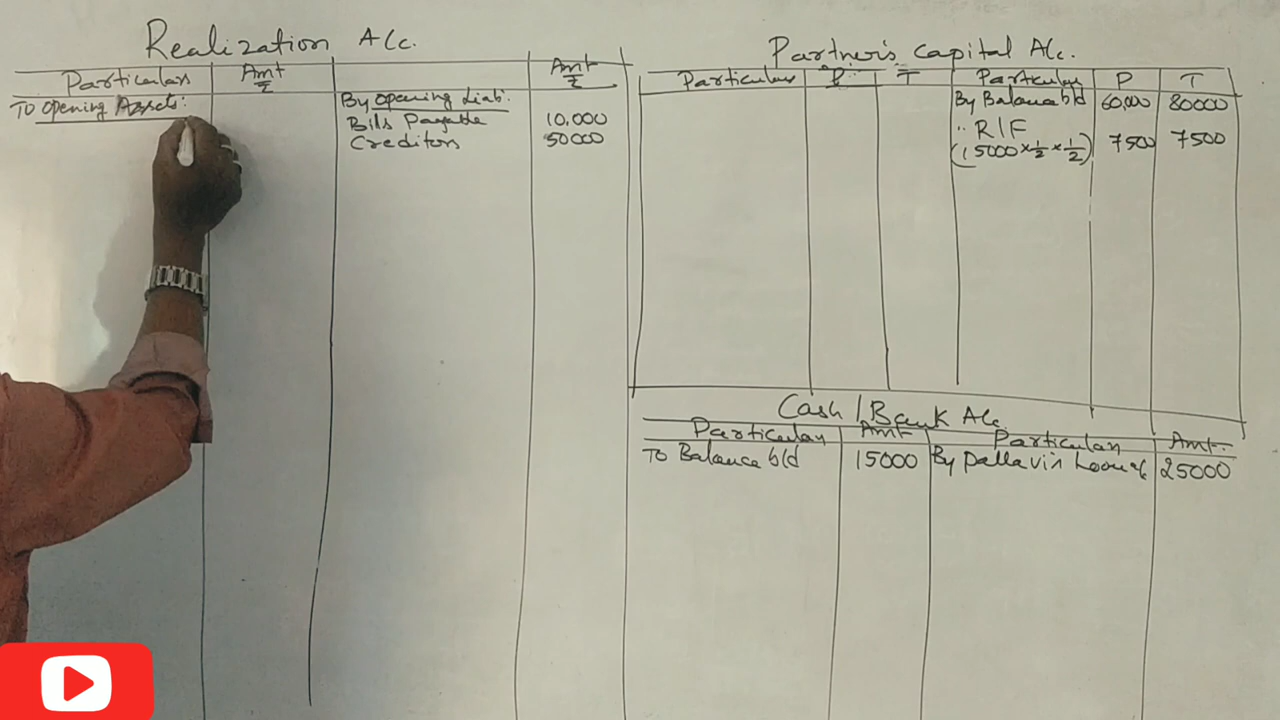 Realization A/c.
Particulars Amt ₹ Amt ₹
To opening Assets: By opening Liab.
Bills Payable 10,000
Creditors 50000
Partner's capital A/c.
Particulars P T Particulars P T
By Balance b/d 60,000 80000
,, R/F
(15000 × 1/2 × 1/2) 7500 7500
Cash / Bank A/c
Particulars Amt Particulars Amt.
To Balance b/d 15000 By Pallavi's Loan A/c 25000